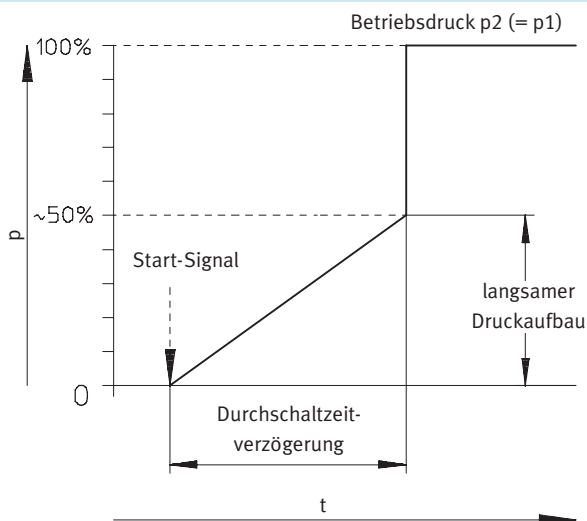 Betriebsdruck p2 (= p1)
100%
~50%
p
Start-Signal
langsamer
Druckaufbau
0
Durchschaltzeit-
verzögerung
t